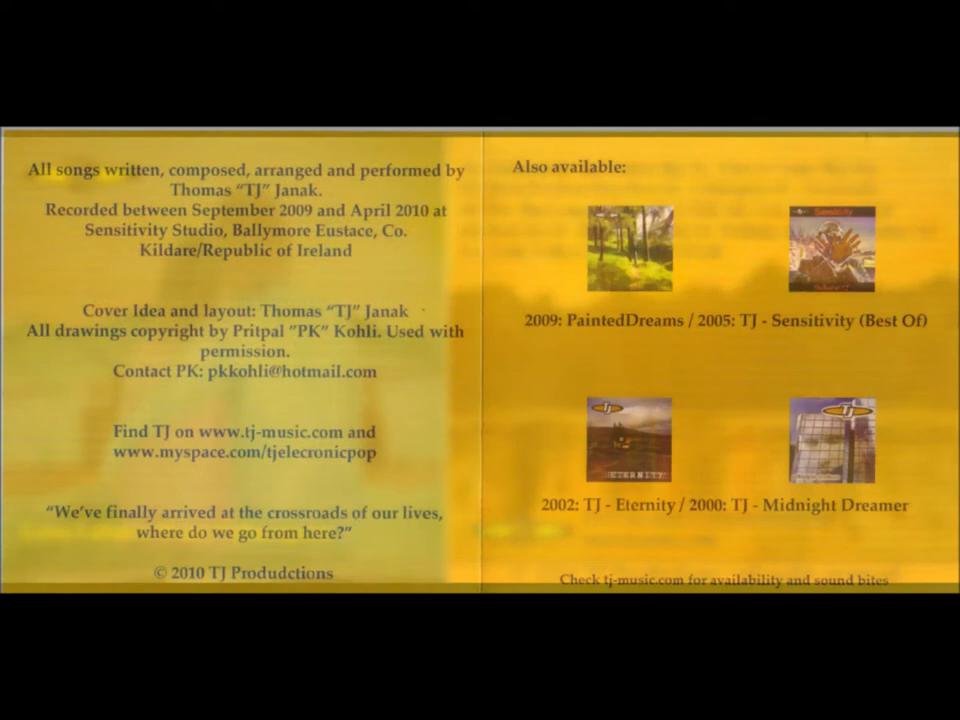 All songs written, composed, arranged and performed by
Thomas “TJ” Janak.
Recorded between September 2009 and April 2010 at
Sensitivity Studio, Ballymore Eustace, Co.
Kildare/Republic of Ireland
Cover Idea and layout: Thomas “TJ” Janak
All drawings copyright by Pritpal ”PK” Kohli. Used with
permission.
Contact PK: pkkohli@hotmail.com
Find TJ on www.tj-music.com and
www.myspace.com/tjelecronicpop
“We’ve finally arrived at the crossroads of our lives,
where do we go from here?”
© 2010 TJ Produdctions
Also available:
Sensitivity
2009: PaintedDreams / 2005: TJ - Sensitivity (Best Of)
TJ
ETERNITY
TJ
2002: TJ - Eternity / 2000: TJ - Midnight Dreamer
Check tj-music.com for availability and sound bites